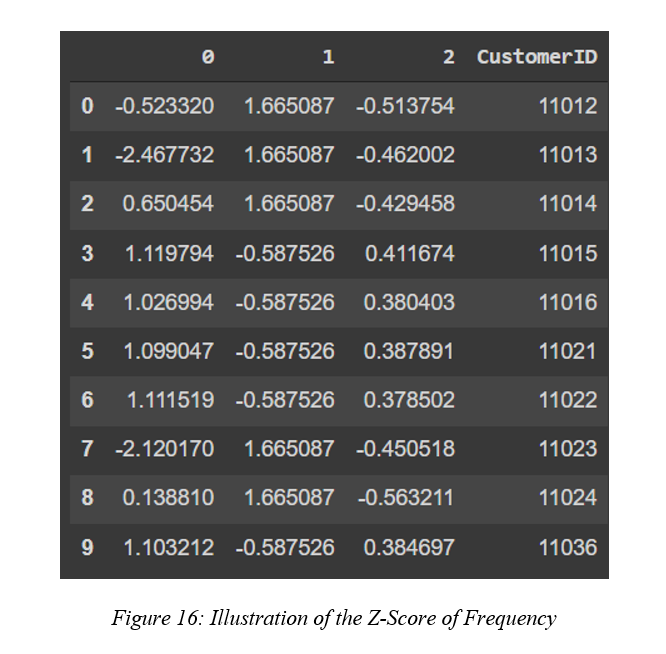 0 1 2 CustomerID
0 -0.523320 1.665087 -0.513754 11012
1 -2.467732 1.665087 -0.462002 11013
2 0.650454 1.665087 -0.429458 11014
3 1.119794 -0.587526 0.411674 11015
4 1.026994 -0.587526 0.380403 11016
5 1.099047 -0.587526 0.387891 11021
6 1.111519 -0.587526 0.378502 11022
7 -2.120170 1.665087 -0.450518 11023
8 0.138810 1.665087 -0.563211 11024
9 1.103212 -0.587526 0.384697 11036
Figure 16: Illustration of the Z-Score of Frequency